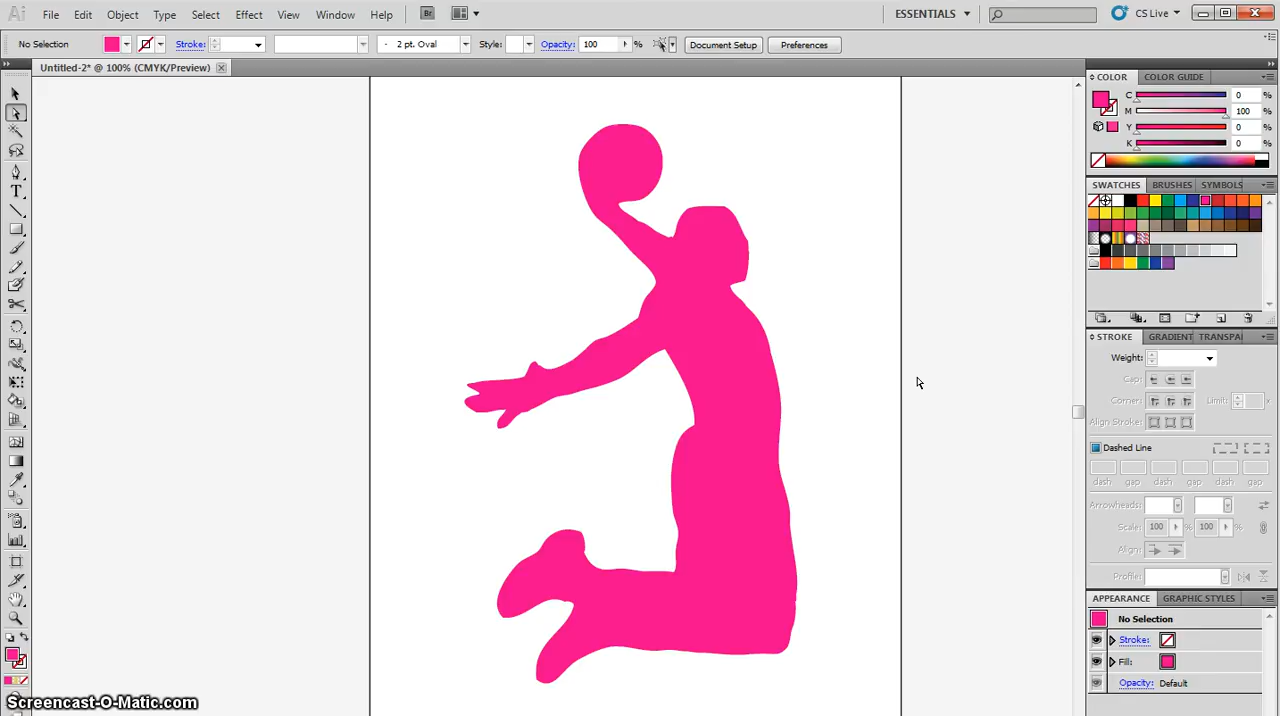 Ai File Edit Object Type Select Effect View Window Help Br ESSENTIALS CS Live
No Selection Stroke: - 2 pt. Oval Style: Opacity: 100 % Document Setup Preferences
Untitled-2* @ 100% (CMYK/Preview)
COLOR COLOR GUIDE
C 0 %
M 100 %
Y 0 %
K 0 %
SWATCHES BRUSHES SYMBOLS
STROKE GRADIENT TRANSPA
Weight:
Cap:
Corner: Limit: x
Align Stroke:
Dashed Line
dash gap dash gap dash gap
Arrowheads:
Scale: 100 % 100 %
Align:
Profile:
APPEARANCE GRAPHIC STYLES
No Selection
Stroke:
Fill:
Opacity: Default
T
Screencast-O-Matic.com